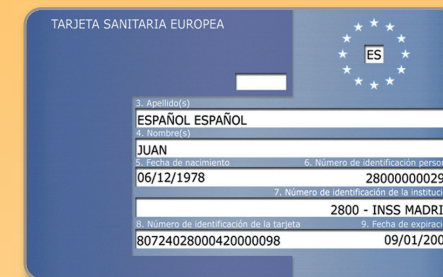 TARJETA SANITARIA EUROPEA
ES
3. Apellido(s)
ESPAÑOL ESPAÑOL
4. Nombre(s)
JUAN
5. Fecha de nacimiento 6. Número de identificación person
06/12/1978 28000000029
7. Número de identificación de la instituci
2800 - INSS MADRI
8. Número de identificación de la tarjeta 9. Fecha de expiraci
80724028000420000098 09/01/200